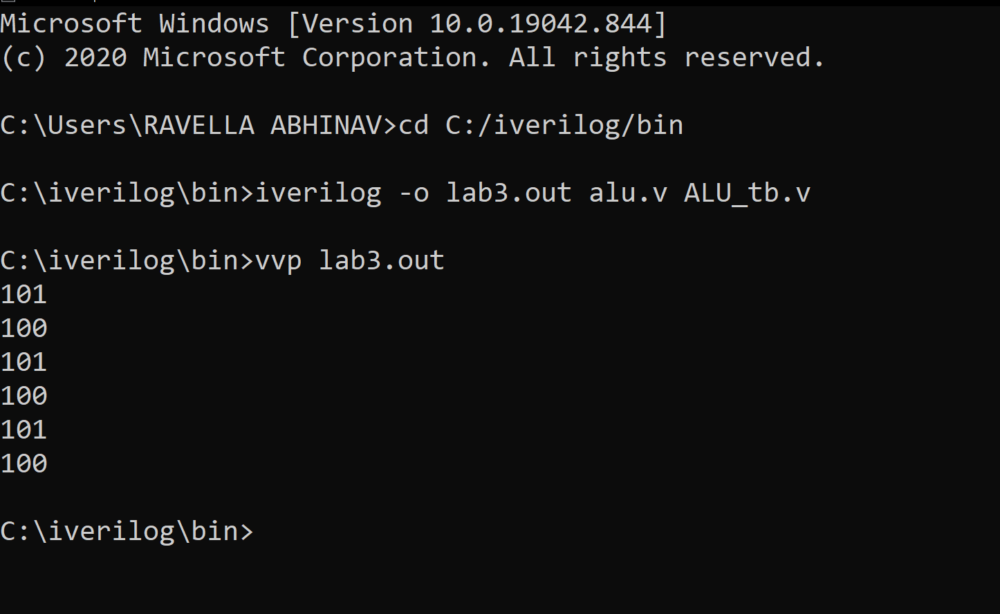 Microsoft Windows [Version 10.0.19042.844]
(c) 2020 Microsoft Corporation. All rights reserved.
C:\Users\RAVELLA ABHINAV>cd C:/iverilog/bin
C:\iverilog\bin>iverilog -o lab3.out alu.v ALU_tb.v
C:\iverilog\bin>vvp lab3.out
101
100
101
100
101
100
C:\iverilog\bin>